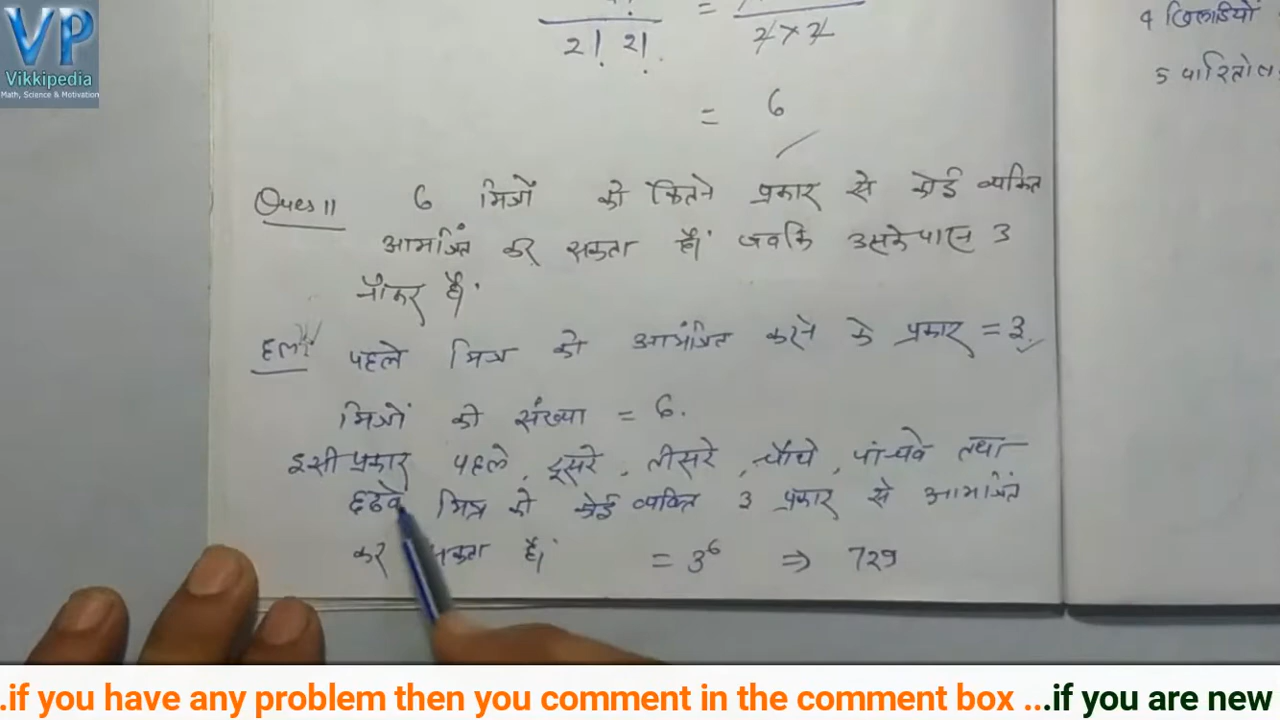 VP
Vikkipedia
Math, Science & Motivation
2! 2! = 2 x 2
= 6
4 खिलाडियों
5 पारितोष
Ques 11 6 मित्रों को कितने प्रकार से कोई व्यक्ति
आमंत्रित कर सकता है। जबकि उसके पास 3
नौकर है।
हल:- पहले मित्र को आमंत्रित करने के प्रकार = 3.
मित्रों की संख्या = 6.
इसी प्रकार पहले, दूसरे, तीसरे, चौथे, पांचवे तथा
छठवे मित्र को कोई व्यक्ति 3 प्रकार से आमंत्रित
कर सकता है। = 3⁶ ⇒ 729
.if you have any problem then you comment in the comment box ...if you are new